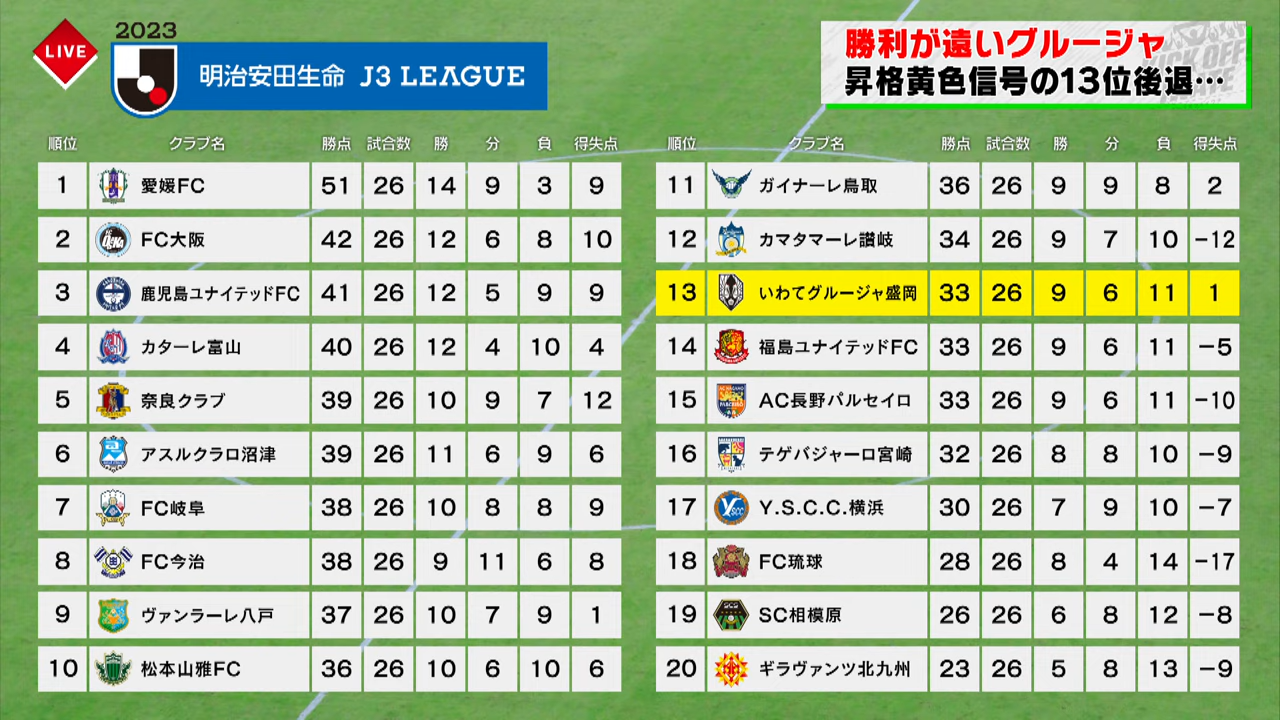 LIVE
2023
明治安田生命 J3 LEAGUE
勝利が遠いグルージャ
昇格黄色信号の13位後退…
順位 クラブ名 勝点 試合数 勝 分 負 得失点
1 愛媛FC 51 26 14 9 3 9
2 FC大阪 42 26 12 6 8 10
3 鹿児島ユナイテッドFC 41 26 12 5 9 9
4 カターレ富山 40 26 12 4 10 4
5 奈良クラブ 39 26 10 9 7 12
6 アスルクラロ沼津 39 26 11 6 9 6
7 FC岐阜 38 26 10 8 8 9
8 FC今治 38 26 9 11 6 8
9 ヴァンラーレ八戸 37 26 10 7 9 1
10 松本山雅FC 36 26 10 6 10 6
順位 クラブ名 勝点 試合数 勝 分 負 得失点
11 ガイナーレ鳥取 36 26 9 9 8 2
12 カマタマーレ讃岐 34 26 9 7 10 -12
13 いわてグルージャ盛岡 33 26 9 6 11 1
14 福島ユナイテッドFC 33 26 9 6 11 -5
15 AC長野パルセイロ 33 26 9 6 11 -10
16 テゲバジャーロ宮崎 32 26 8 8 10 -9
17 Y.S.C.C.横浜 30 26 7 9 10 -7
18 FC琉球 28 26 8 4 14 -17
19 SC相模原 26 26 6 8 12 -8
20 ギラヴァンツ北九州 23 26 5 8 13 -9